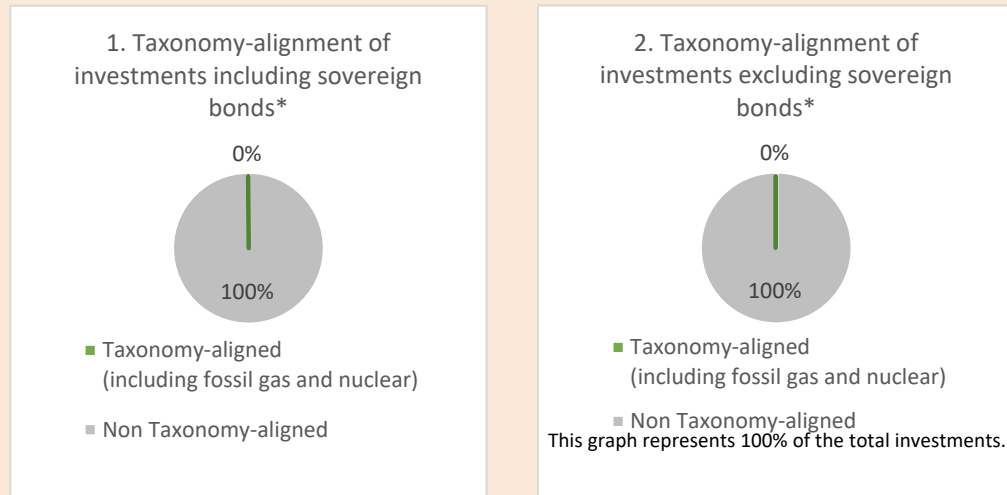 1. Taxonomy-alignment of
investments including sovereign
bonds*
0%
100%
Taxonomy-aligned
(including fossil gas and nuclear)
Non Taxonomy-aligned
2. Taxonomy-alignment of
investments excluding sovereign
bonds*
0%
100%
Taxonomy-aligned
(including fossil gas and nuclear)
Non Taxonomy-aligned
This graph represents 100% of the total investments.